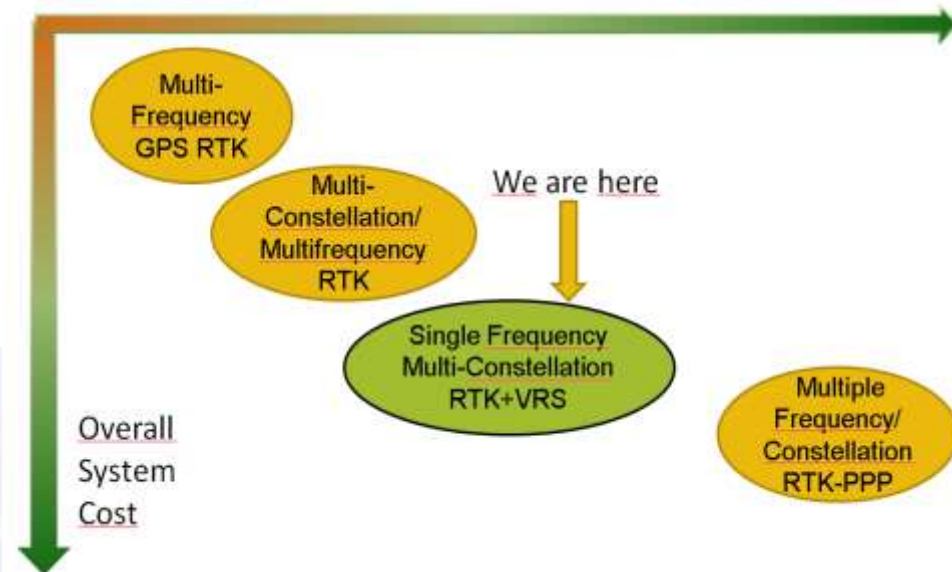 Multi-
Frequency
GPS RTK
Multi-
Constellation/
Multifrequency
RTK
We are here
Single Frequency
Multi-Constellation
RTK+VRS
Multiple
Frequency/
Constellation
RTK-PPP
Overall
System
Cost